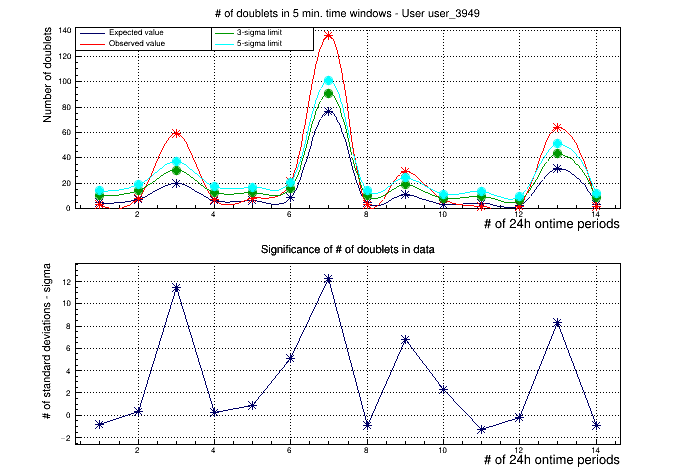 # of doublets in 5 min. time windows - User user_3949
Number of doublets
Expected value
Observed value
3-sigma limit
5-sigma limit
140
120
100
80
60
40
20
0
2 4 6 8 10 12 14
# of 24h ontime periods
Significance of # of doublets in data
# of standard deviations - sigma
12
10
8
6
4
2
0
−2
2 4 6 8 10 12 14
# of 24h ontime periods